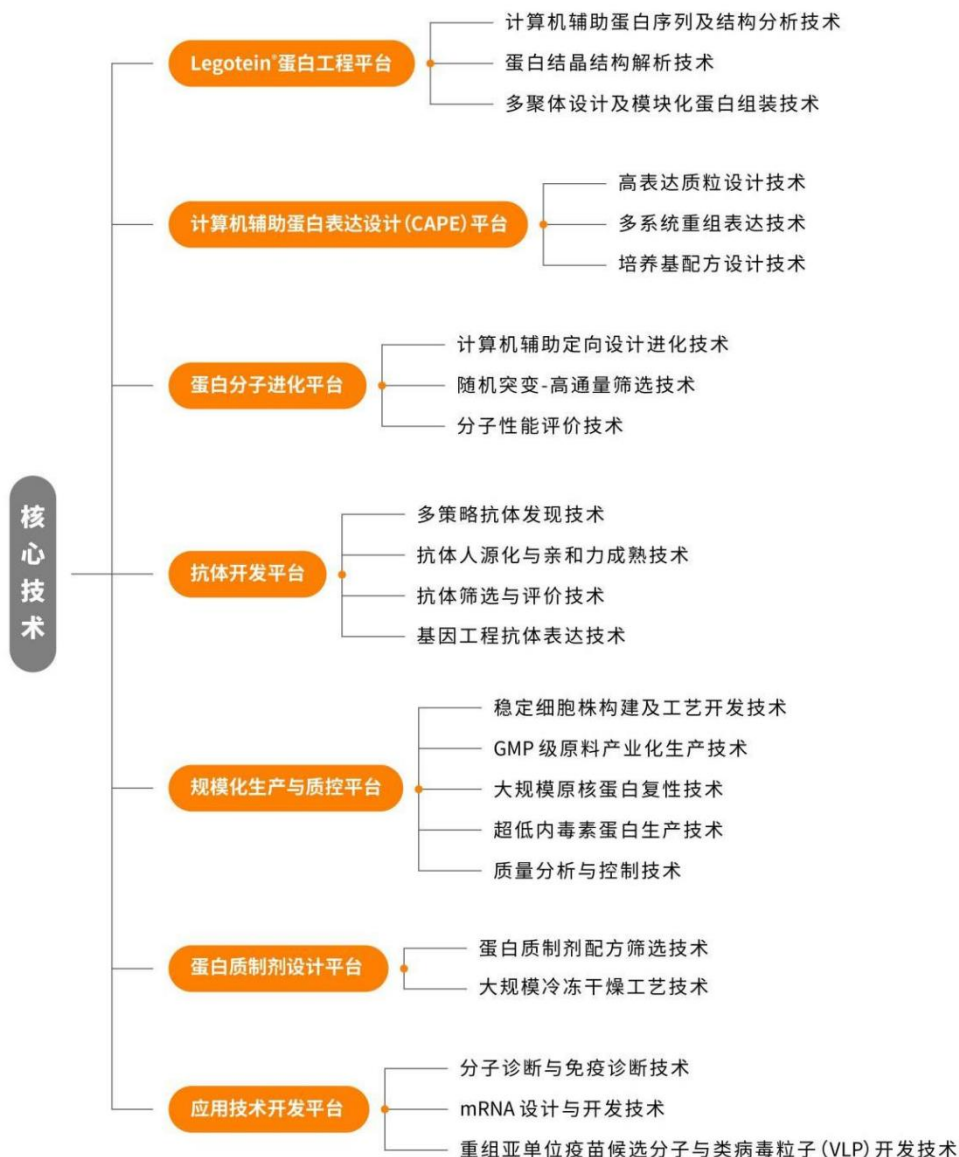 核心技术
Legotein®蛋白工程平台
计算机辅助蛋白序列及结构分析技术
蛋白结晶结构解析技术
多聚体设计及模块化蛋白组装技术
计算机辅助蛋白表达设计(CAPE)平台
高表达质粒设计技术
多系统重组表达技术
培养基配方设计技术
蛋白分子进化平台
计算机辅助定向设计进化技术
随机突变-高通量筛选技术
分子性能评价技术
抗体开发平台
多策略抗体发现技术
抗体人源化与亲和力成熟技术
抗体筛选与评价技术
基因工程抗体表达技术
规模化生产与质控平台
稳定细胞株构建及工艺开发技术
GMP级原料产业化生产技术
大规模原核蛋白复性技术
超低内毒素蛋白生产技术
质量分析与控制技术
蛋白质制剂设计平台
蛋白质制剂配方筛选技术
大规模冷冻干燥工艺技术
应用技术开发平台
分子诊断与免疫诊断技术
mRNA设计与开发技术
重组亚单位疫苗候选分子与类病毒粒子(VLP)开发技术